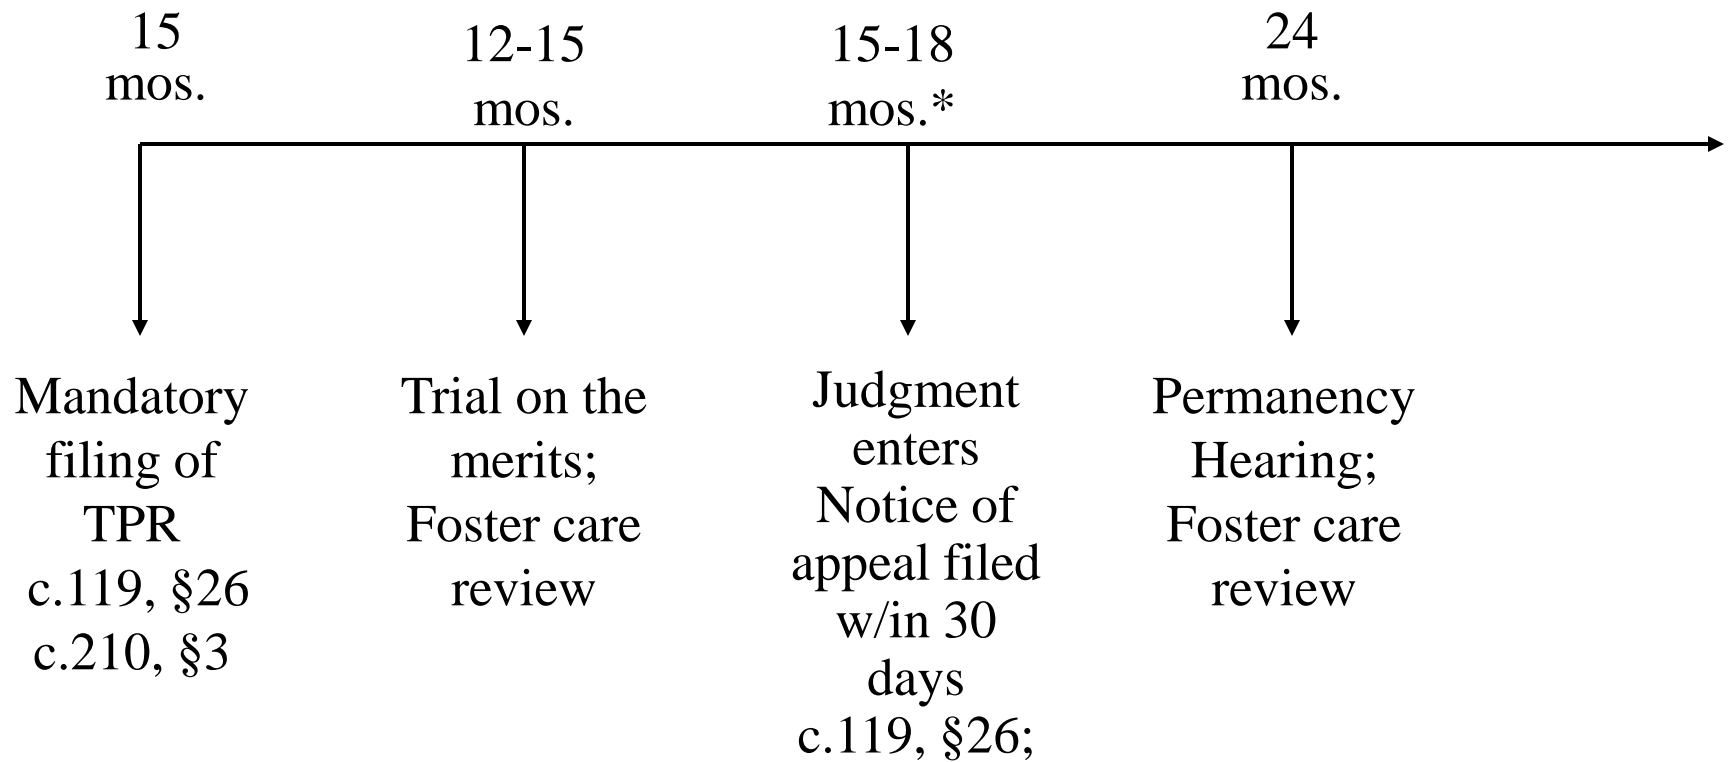 15
mos.
12-15
mos.
15-18
mos.*
24
mos.
Mandatory
filing of
TPR
c.119, §26
c.210, §3
Trial on the
merits;
Foster care
review
Judgment
enters
Notice of
appeal filed
w/in 30
days
c.119, §26;
Permanency
Hearing;
Foster care
review